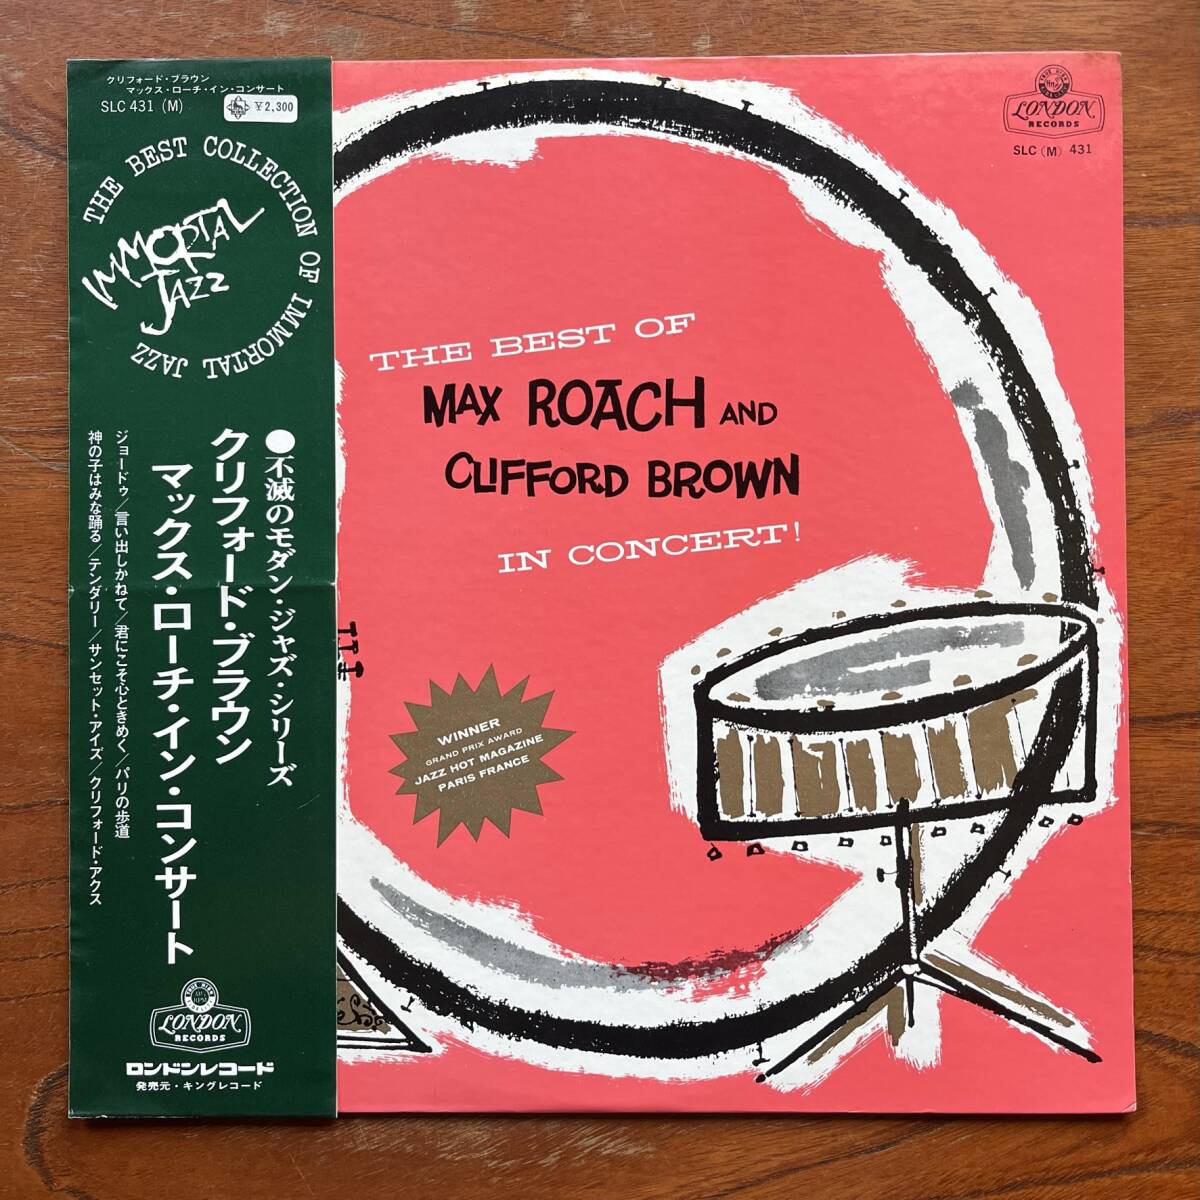 クリフォード・ブラウン
マックス・ローチ・イン・コンサート
SLC 431 (M)
¥2,300
THE BEST COLLECTION OF IMMORTAL JAZZ
IMMORTAL
JAZZ
●不滅のモダン・ジャズ・シリーズ
クリフォード・ブラウン
マックス・ローチ・イン・コンサート
ジョードゥ/言い出しかねて/君にこそ心ときめく/パリの歩道
神の子はみな踊る/テンダリー/サンセット・アイズ/クリフォード・アクス
LONDON
RECORDS
ロンドンレコード
発売元・キングレコード
LONDON
RECORDS
SLC (M) 431
THE BEST OF
MAX ROACH AND
CLIFFORD BROWN
IN CONCERT!
WINNER
GRAND PRIX AWARD
JAZZ HOT MAGAZINE
PARIS FRANCE